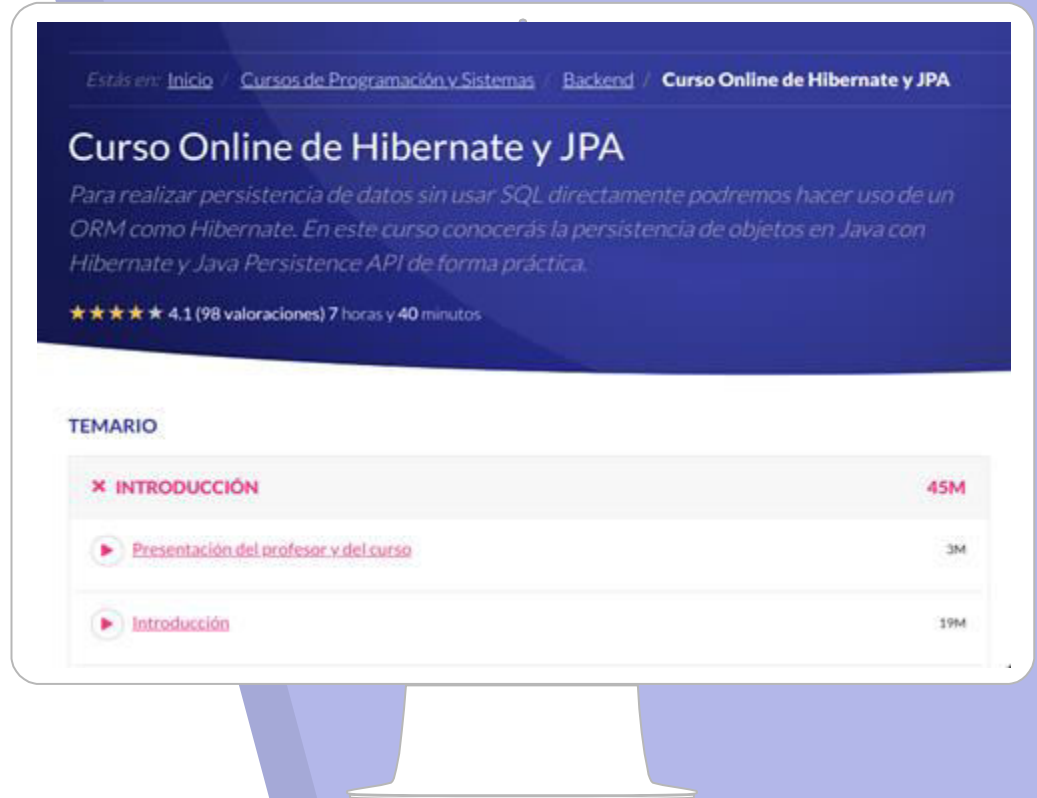 Estás en: Inicio / Cursos de Programación y Sistemas / Backend / Curso Online de Hibernate y JPA
Curso Online de Hibernate y JPA
Para realizar persistencia de datos sin usar SQL directamente podremos hacer uso de un
ORM como Hibernate. En este curso conocerás la persistencia de objetos en Java con
Hibernate y Java Persistence API de forma práctica.
4.1 (98 valoraciones) 7 horas y 40 minutos
TEMARIO
× INTRODUCCIÓN 45M
Presentación del profesor y del curso 3M
Introducción 19M